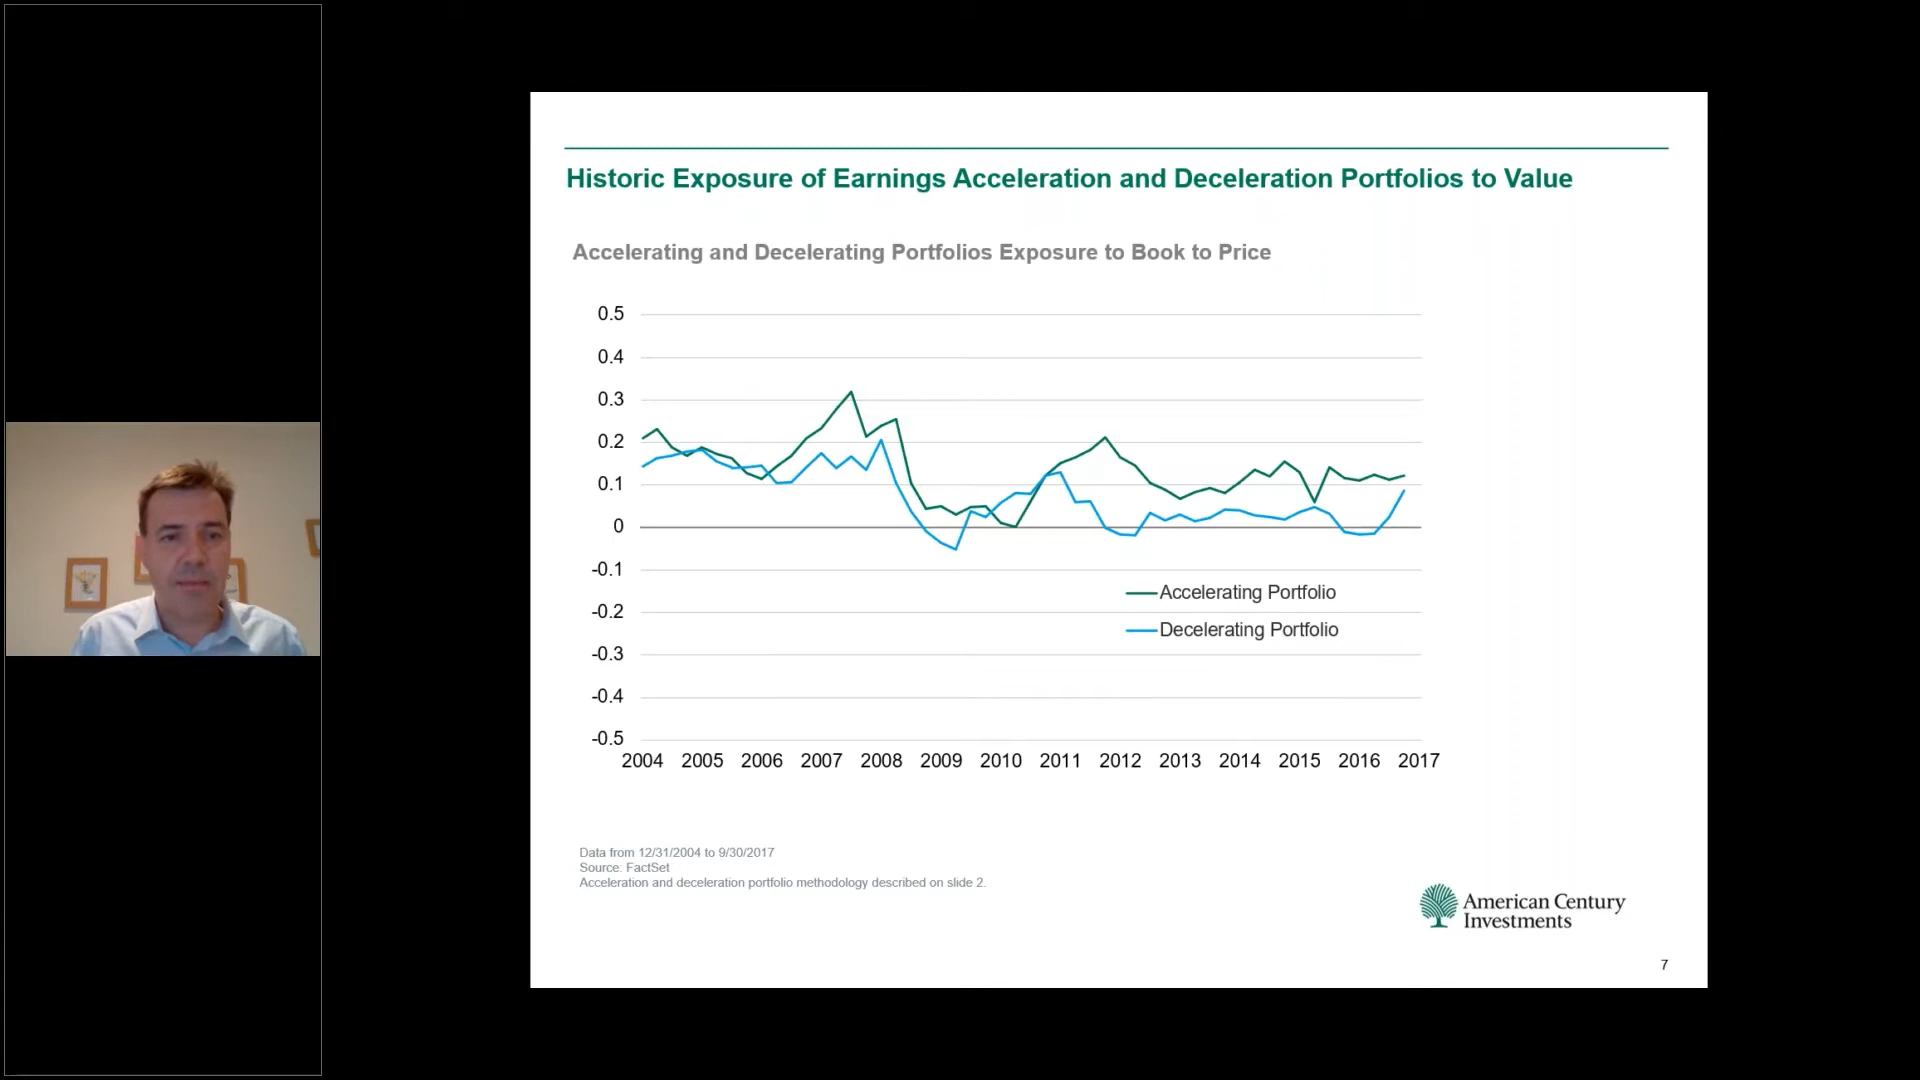 Historic Exposure of Earnings Acceleration and Deceleration Portfolios to Value
Accelerating and Decelerating Portfolios Exposure to Book to Price
0.5
0.4
0.3
0.2
0.1
0
-0.1
-0.2
-0.3
-0.4
-0.5
Accelerating Portfolio
Decelerating Portfolio
2004 2005 2006 2007 2008 2009 2010 2011 2012 2013 2014 2015 2016 2017
Data from 12/31/2004 to 9/30/2017
Source: FactSet
Acceleration and deceleration portfolio methodology described on slide 2.
American Century
Investments
7